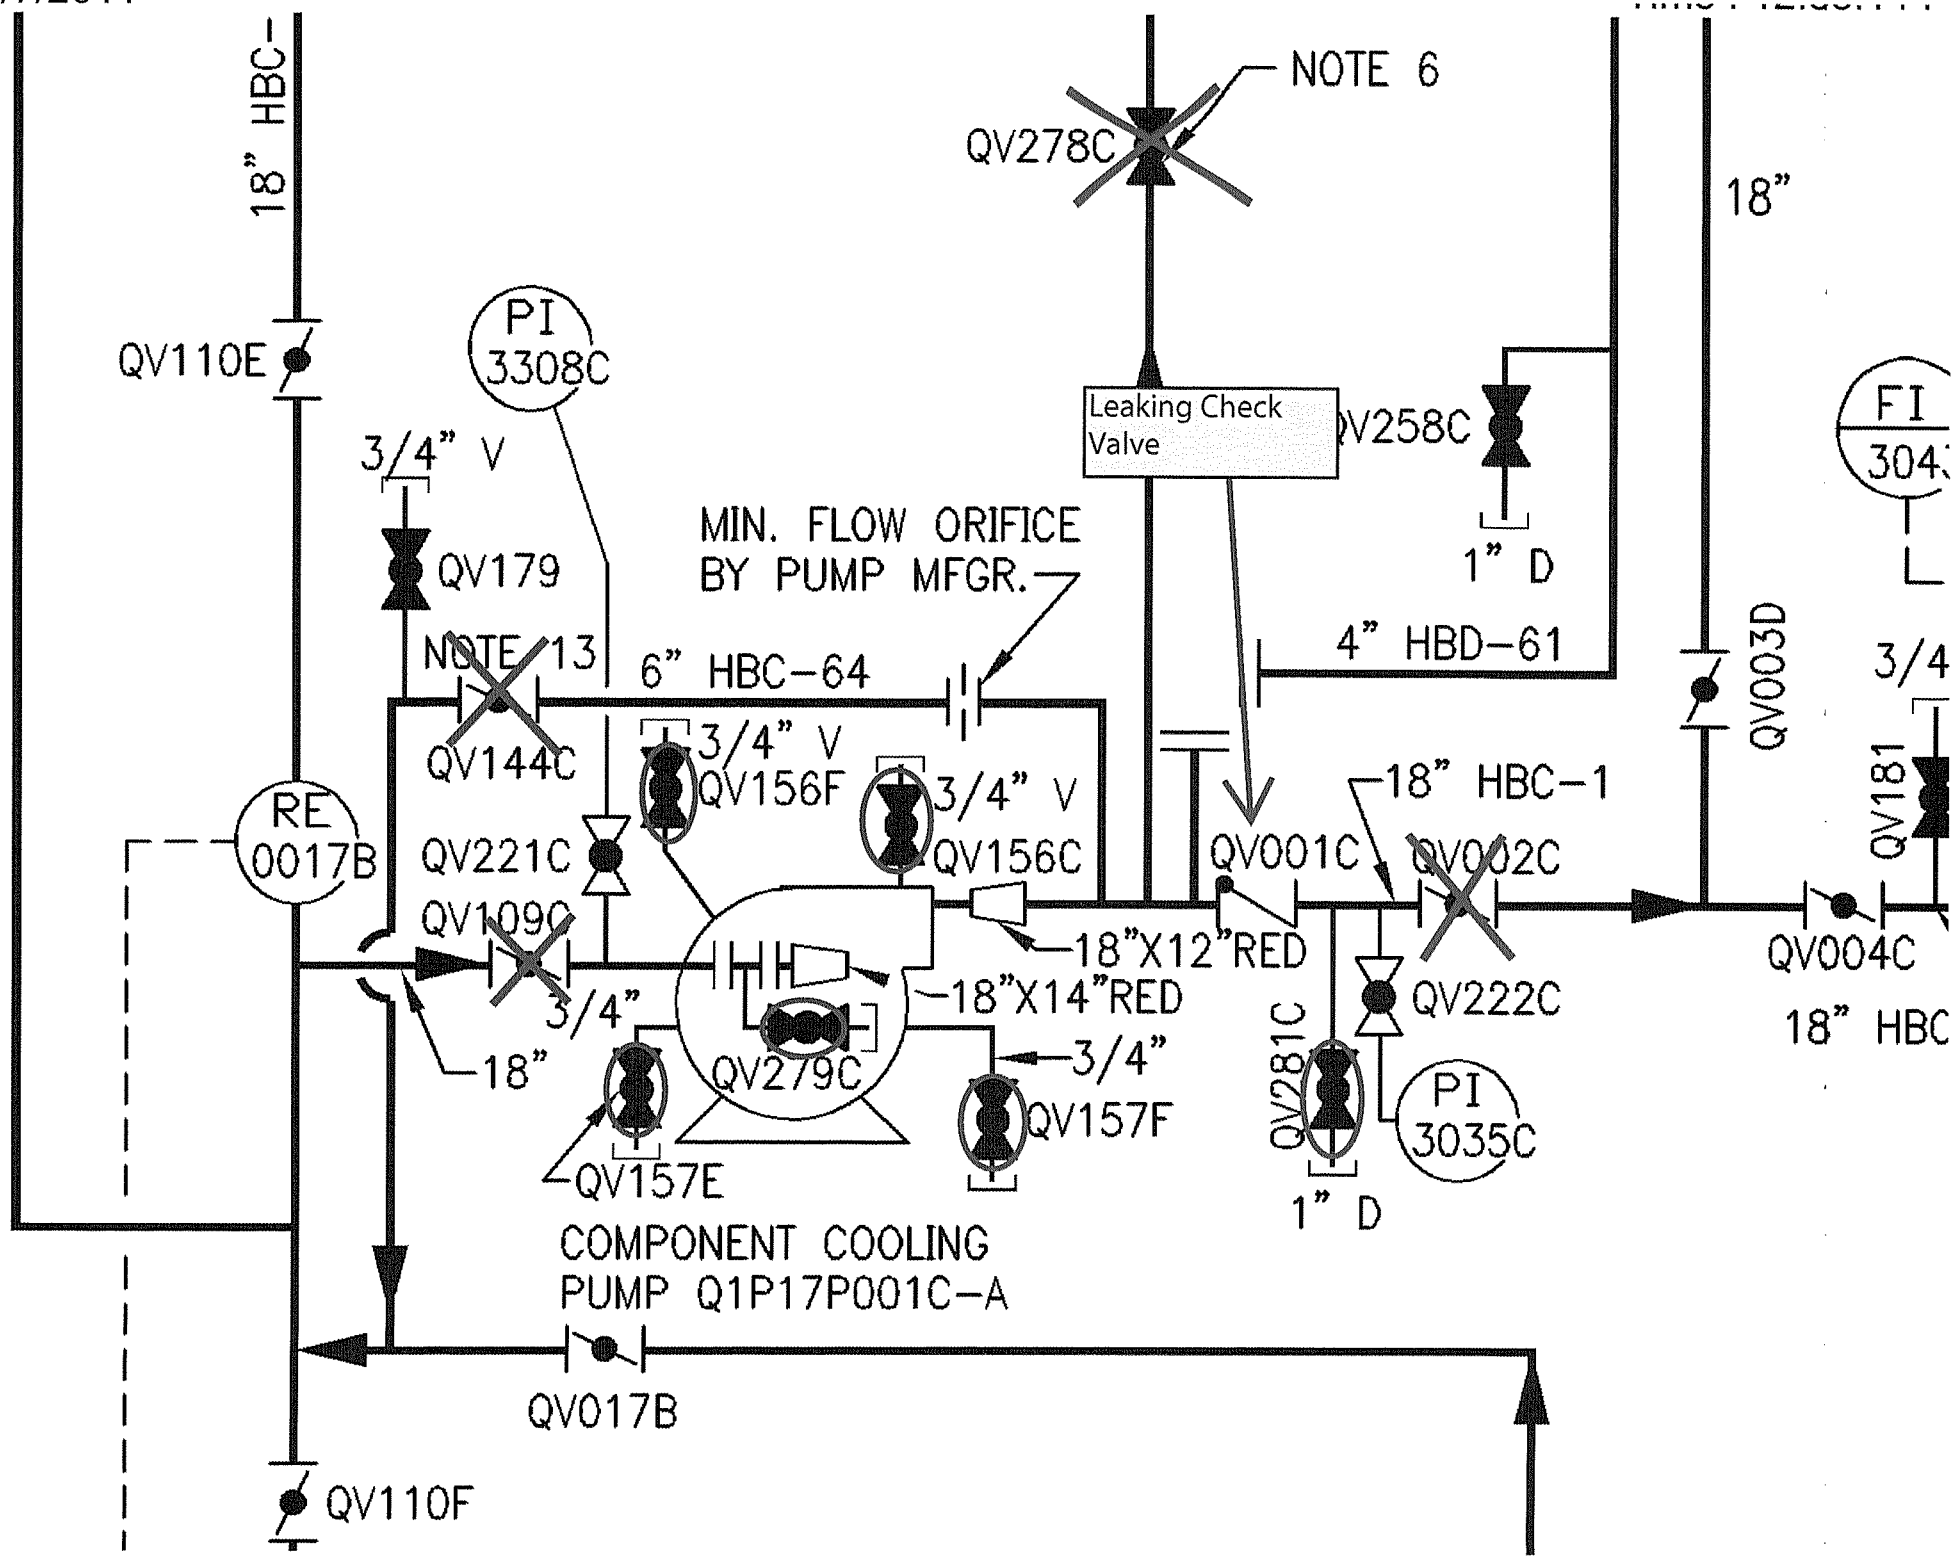 18” HBC-
NOTE 6
QV278C
18”
PI
3308C
QV110E
FI
Leaking Check
Valve
QV258C
3/4” V
MIN. FLOW ORIFICE
BY PUMP MFGR.
QV179
1” D
NOTE 13
6” HBC-64
4” HBD-61
QV003D
3/4
QV144C
3/4” V
QV156F
3/4” V
18” HBC-1
QV181
RE
0017B
QV221C
QV156C
QV001C
QV002C
QV109C
18”X12”RED
QV004C
3/4”
18”X14”RED
QV222C
18” HBC
18”
QV279C
3/4”
QV281C
PI
3035C
QV157F
QV157E
1” D
COMPONENT COOLING
PUMP Q1P17P001C-A
QV017B
QV110F